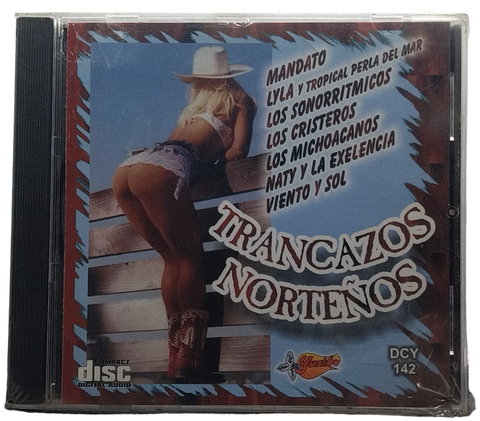 MANDATO
LYLA Y TROPICAL PERLA DEL MAR
LOS SONORRITMICOS
LOS CRISTEROS
LOS MICHOACANOS
NATY Y LA EXELENCIA
VIENTO Y SOL
TRANCAZOS
NORTEÑOS
COMPACT
disc
DIGITAL AUDIO
DCY
142